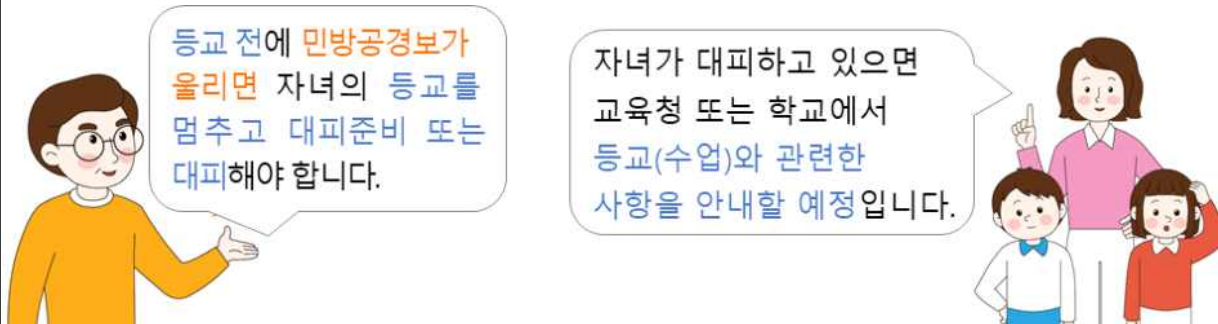 등교 전에 민방공경보가
울리면 자녀의 등교를
멈추고 대피준비 또는
대피해야 합니다.
자녀가 대피하고 있으면
교육청 또는 학교에서
등교(수업)와 관련한
사항을 안내할 예정입니다.